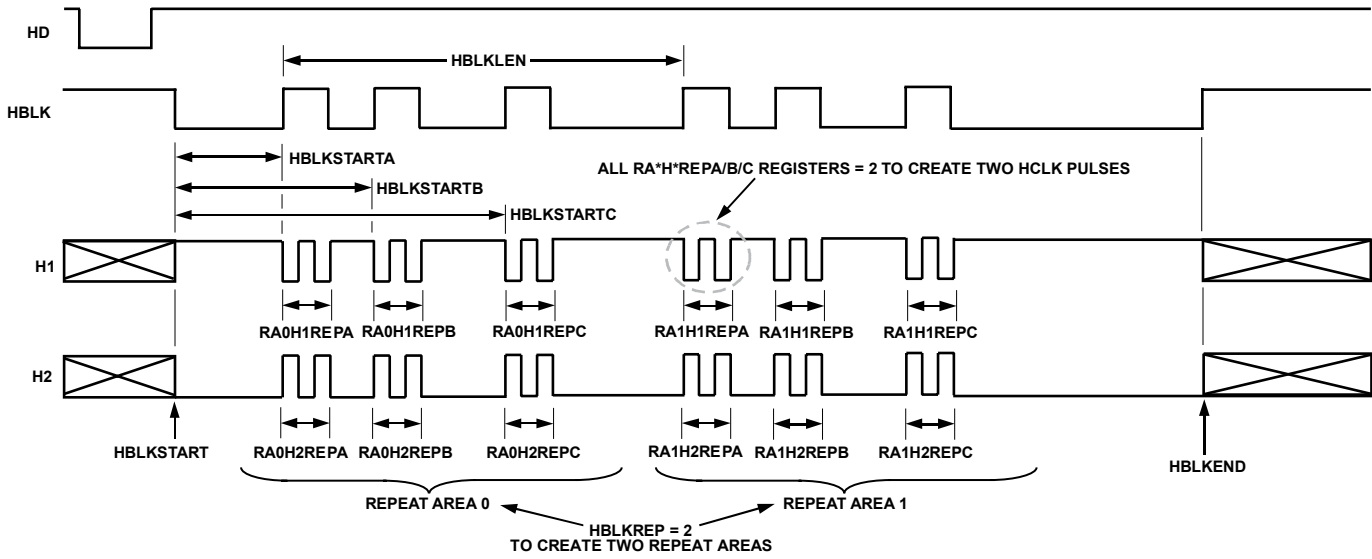 HD
HBLKLEN
HBLK
HBLKSTARTA
ALL RA*H*REPA/B/C REGISTERS = 2 TO CREATE TWO HCLK PULSES
HBLKSTARTB
HBLKSTARTC
H1
RA0H1REPA RA0H1REPB RA0H1REPC RA1H1REPA RA1H1REPB RA1H1REPC
H2
HBLKSTART RA0H2REPA RA0H2REPB RA0H2REPC RA1H2REPA RA1H2REPB RA1H2REPC HBLKEND
REPEAT AREA 0 REPEAT AREA 1
HBLKREP = 2
TO CREATE TWO REPEAT AREAS